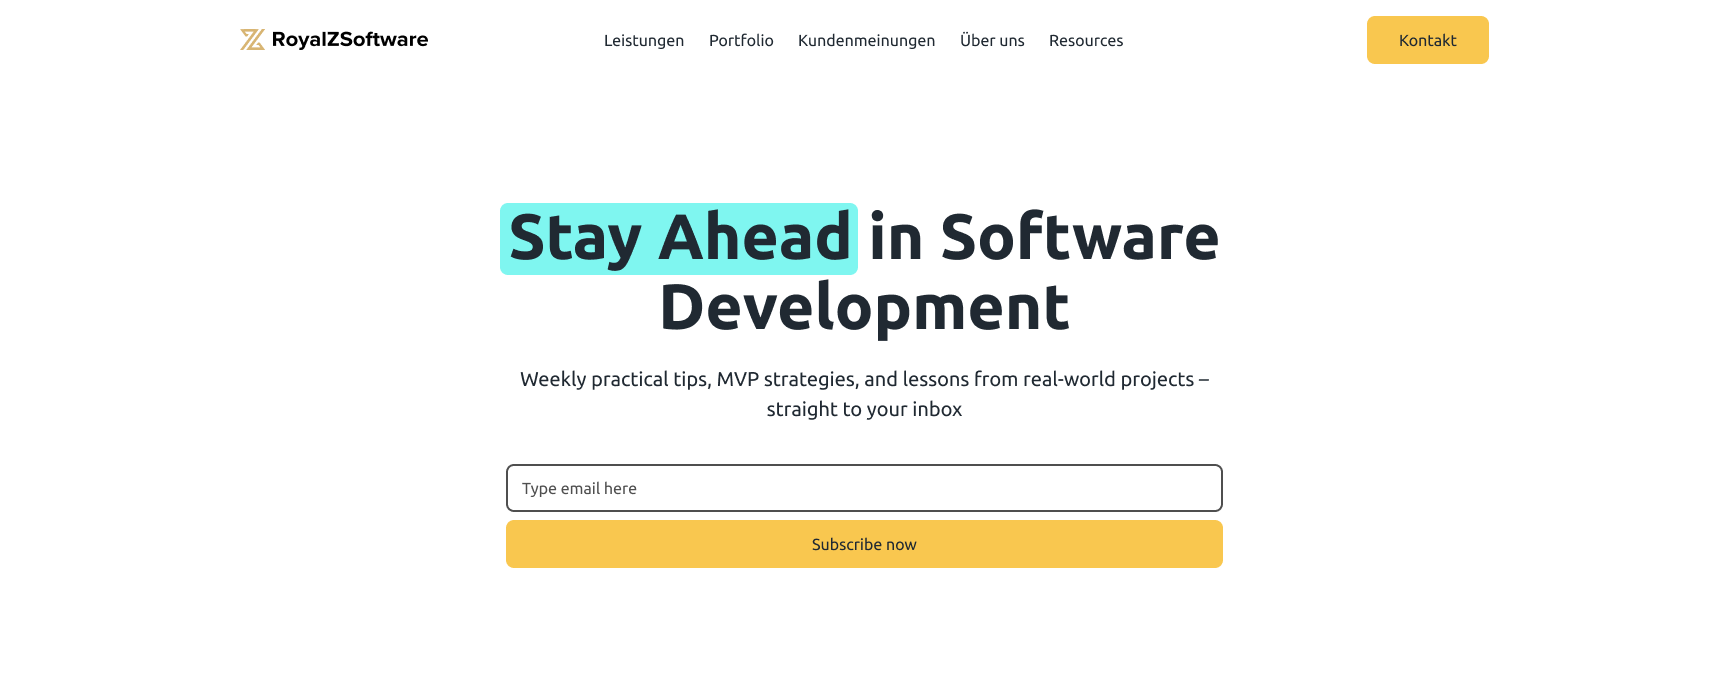 RoyalZSoftware
Leistungen Portfolio Kundenmeinungen Über uns Resources
Kontakt
Stay Ahead in Software
Development
Weekly practical tips, MVP strategies, and lessons from real-world projects –
straight to your inbox
Type email here
Subscribe now